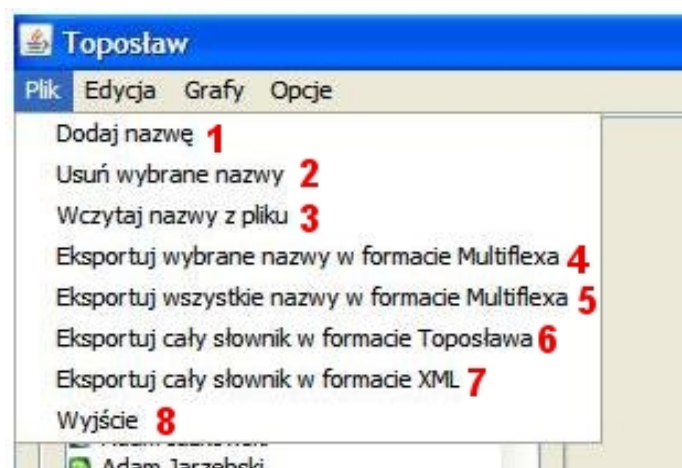 Toposław
Plik Edycja Grafy Opcje
Dodaj nazwę 1
Usuń wybrane nazwy 2
Wczytaj nazwy z pliku 3
Eksportuj wybrane nazwy w formacie Multiflexa 4
Eksportuj wszystkie nazwy w formacie Multiflexa 5
Eksportuj cały słownik w formacie Toposława 6
Eksportuj cały słownik w formacie XML 7
Wyjście 8
Adam Jarzębski